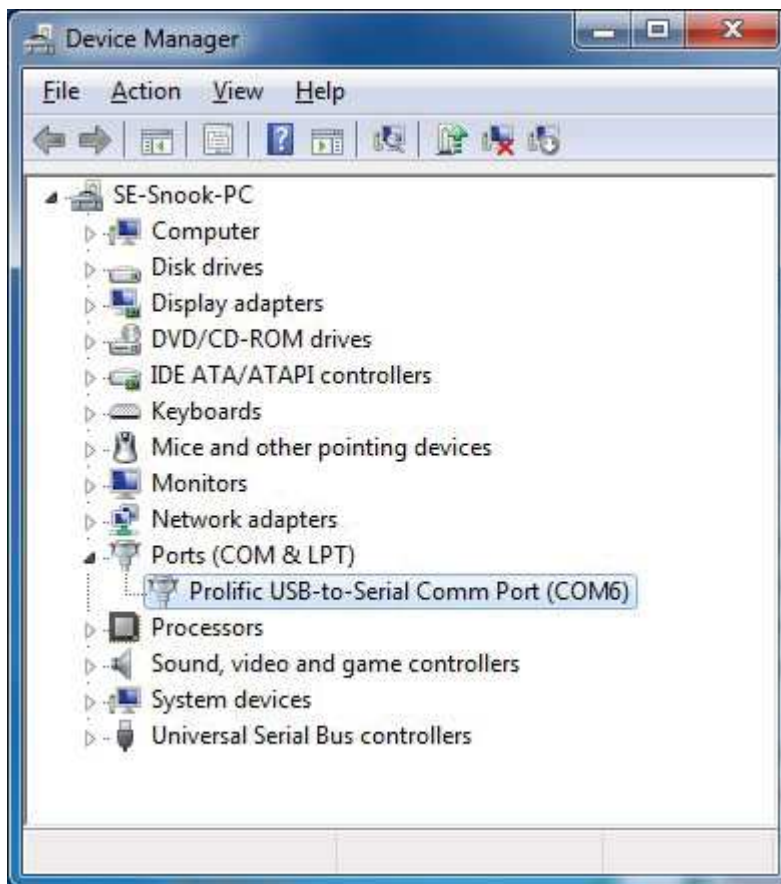 Device Manager
File Action View Help
SE-Snook-PC
Computer
Disk drives
Display adapters
DVD/CD-ROM drives
IDE ATA/ATAPI controllers
Keyboards
Mice and other pointing devices
Monitors
Network adapters
Ports (COM & LPT)
Prolific USB-to-Serial Comm Port (COM6)
Processors
Sound, video and game controllers
System devices
Universal Serial Bus controllers